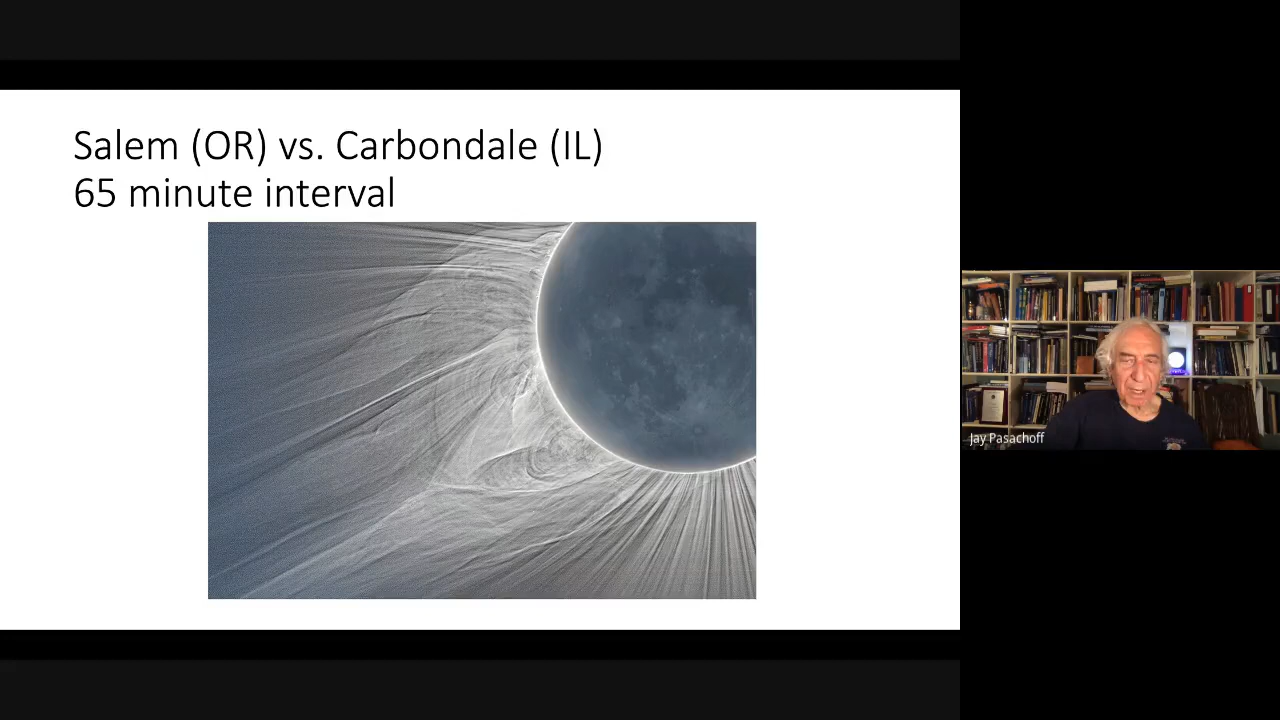 Salem (OR) vs. Carbondale (IL)
65 minute interval
Jay Pasachoff